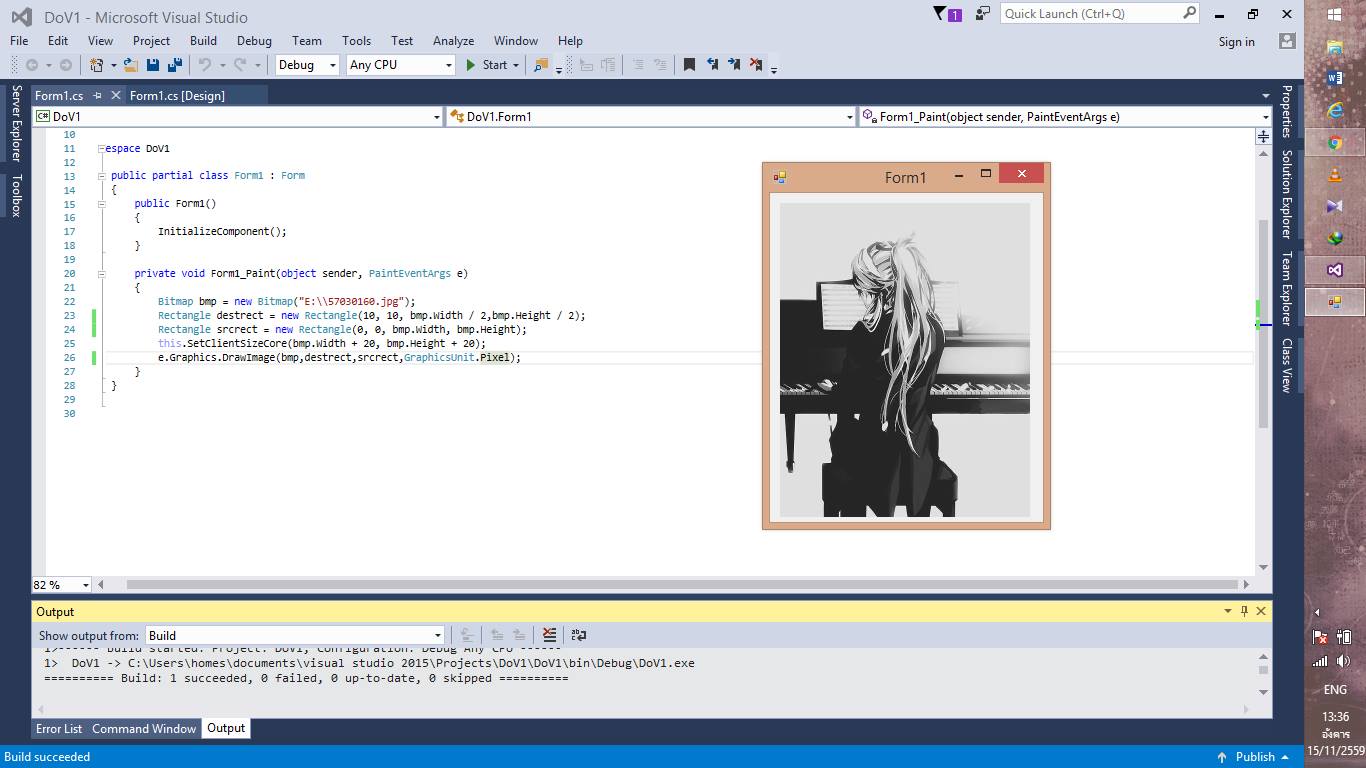 DoV1 - Microsoft Visual Studio
1
Quick Launch (Ctrl+Q)
File Edit View Project Build Debug Team Tools Test Analyze Window Help
Sign in
Debug Any CPU Start
Form1.cs Form1.cs [Design]
DoV1 DoV1.Form1 Form1_Paint(object sender, PaintEventArgs e)
Server Explorer
Toolbox
10
11 espace DoV1
12
13 public partial class Form1 : Form
14 {
15 public Form1()
16 {
17 InitializeComponent();
18 }
19
20 private void Form1_Paint(object sender, PaintEventArgs e)
21 {
22 Bitmap bmp = new Bitmap("E:\\57030160.jpg");
23 Rectangle destrect = new Rectangle(10, 10, bmp.Width / 2,bmp.Height / 2);
24 Rectangle srcrect = new Rectangle(0, 0, bmp.Width, bmp.Height);
25 this.SetClientSizeCore(bmp.Width + 20, bmp.Height + 20);
26 e.Graphics.DrawImage(bmp,destrect,srcrect,GraphicsUnit.Pixel);
27 }
28 }
29
30
Form1
Properties
Solution Explorer
Team Explorer
Class View
82 %
Output
Show output from: Build
1>------ Build started: Project: DoV1, Configuration: Debug Any CPU ------
1> DoV1 -> C:\Users\homes\documents\visual studio 2015\Projects\DoV1\DoV1\bin\Debug\DoV1.exe
========== Build: 1 succeeded, 0 failed, 0 up-to-date, 0 skipped ==========
Error List Command Window Output
Build succeeded
Publish
ENG
13:36
อังคาร
15/11/2559